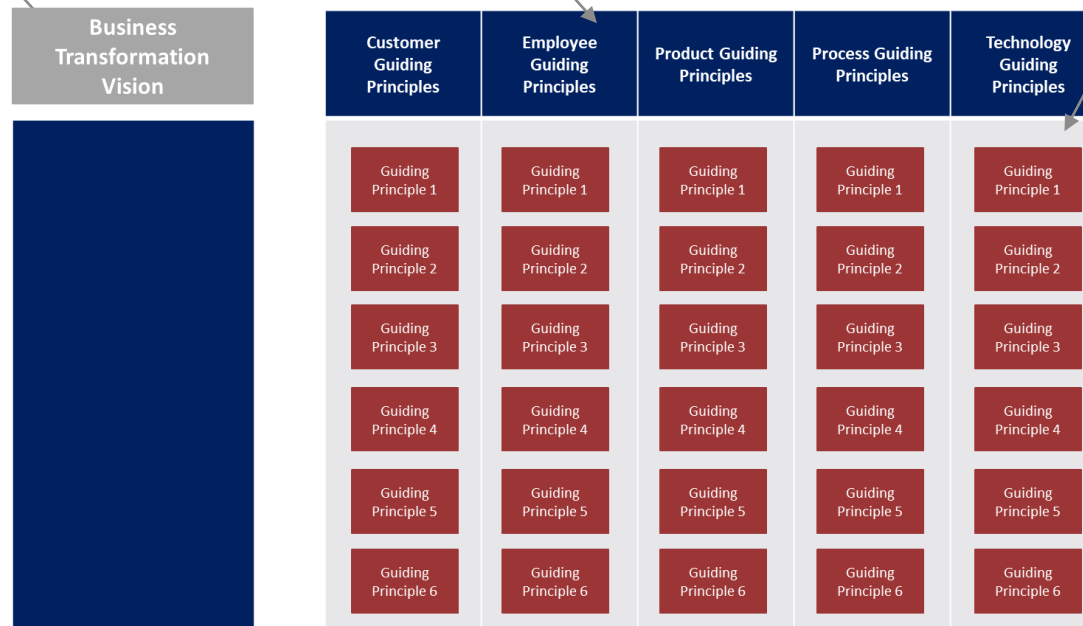 Business
Transformation
Vision
Customer
Guiding
Principles
Employee
Guiding
Principles
Product Guiding
Principles
Process Guiding
Principles
Technology
Guiding
Principles
Guiding
Principle 1
Guiding
Principle 1
Guiding
Principle 1
Guiding
Principle 1
Guiding
Principle 1
Guiding
Principle 2
Guiding
Principle 2
Guiding
Principle 2
Guiding
Principle 2
Guiding
Principle 2
Guiding
Principle 3
Guiding
Principle 3
Guiding
Principle 3
Guiding
Principle 3
Guiding
Principle 3
Guiding
Principle 4
Guiding
Principle 4
Guiding
Principle 4
Guiding
Principle 4
Guiding
Principle 4
Guiding
Principle 5
Guiding
Principle 5
Guiding
Principle 5
Guiding
Principle 5
Guiding
Principle 5
Guiding
Principle 6
Guiding
Principle 6
Guiding
Principle 6
Guiding
Principle 6
Guiding
Principle 6